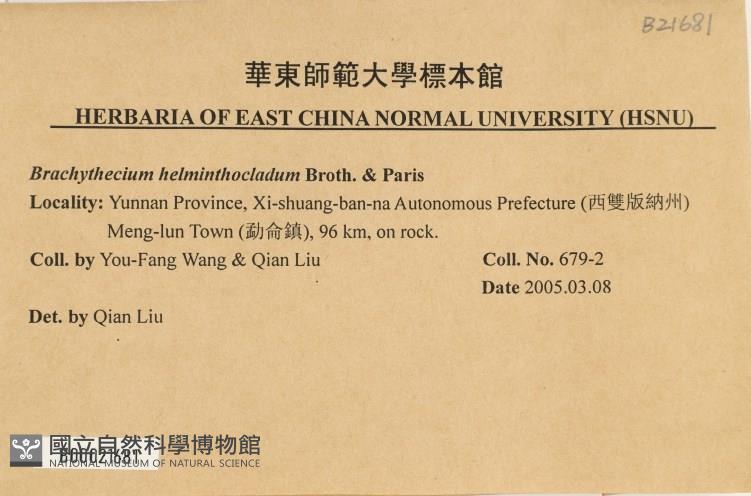 B21681
華東師範大學標本館
HERBARIA OF EAST CHINA NORMAL UNIVERSITY (HSNU)
Brachythecium helminthocladum Broth. & Paris
Locality: Yunnan Province, Xi-shuang-ban-na Autonomous Prefecture (西雙版納州)
Meng-lun Town (勐侖鎮), 96 km, on rock.
Coll. by You-Fang Wang & Qian Liu
Coll. No. 679-2
Date 2005.03.08
Det. by Qian Liu
國立自然科學博物館
B00021681
NATIONAL MUSEUM OF NATURAL SCIENCE